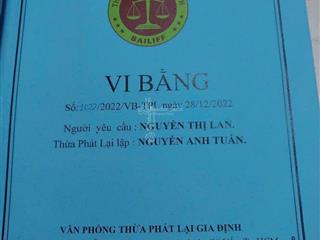 BAILIFF
VI BẰNG
/2022/VB-TPL, ngày 28/12/2022
Người yêu cầu : NGUYỄN THỊ LAN.
Thừa Phát Lại lập : NGUYỄN ANH TUẤN.
VĂN PHÒNG THỪA PHÁT LẠI GIA ĐỊNH